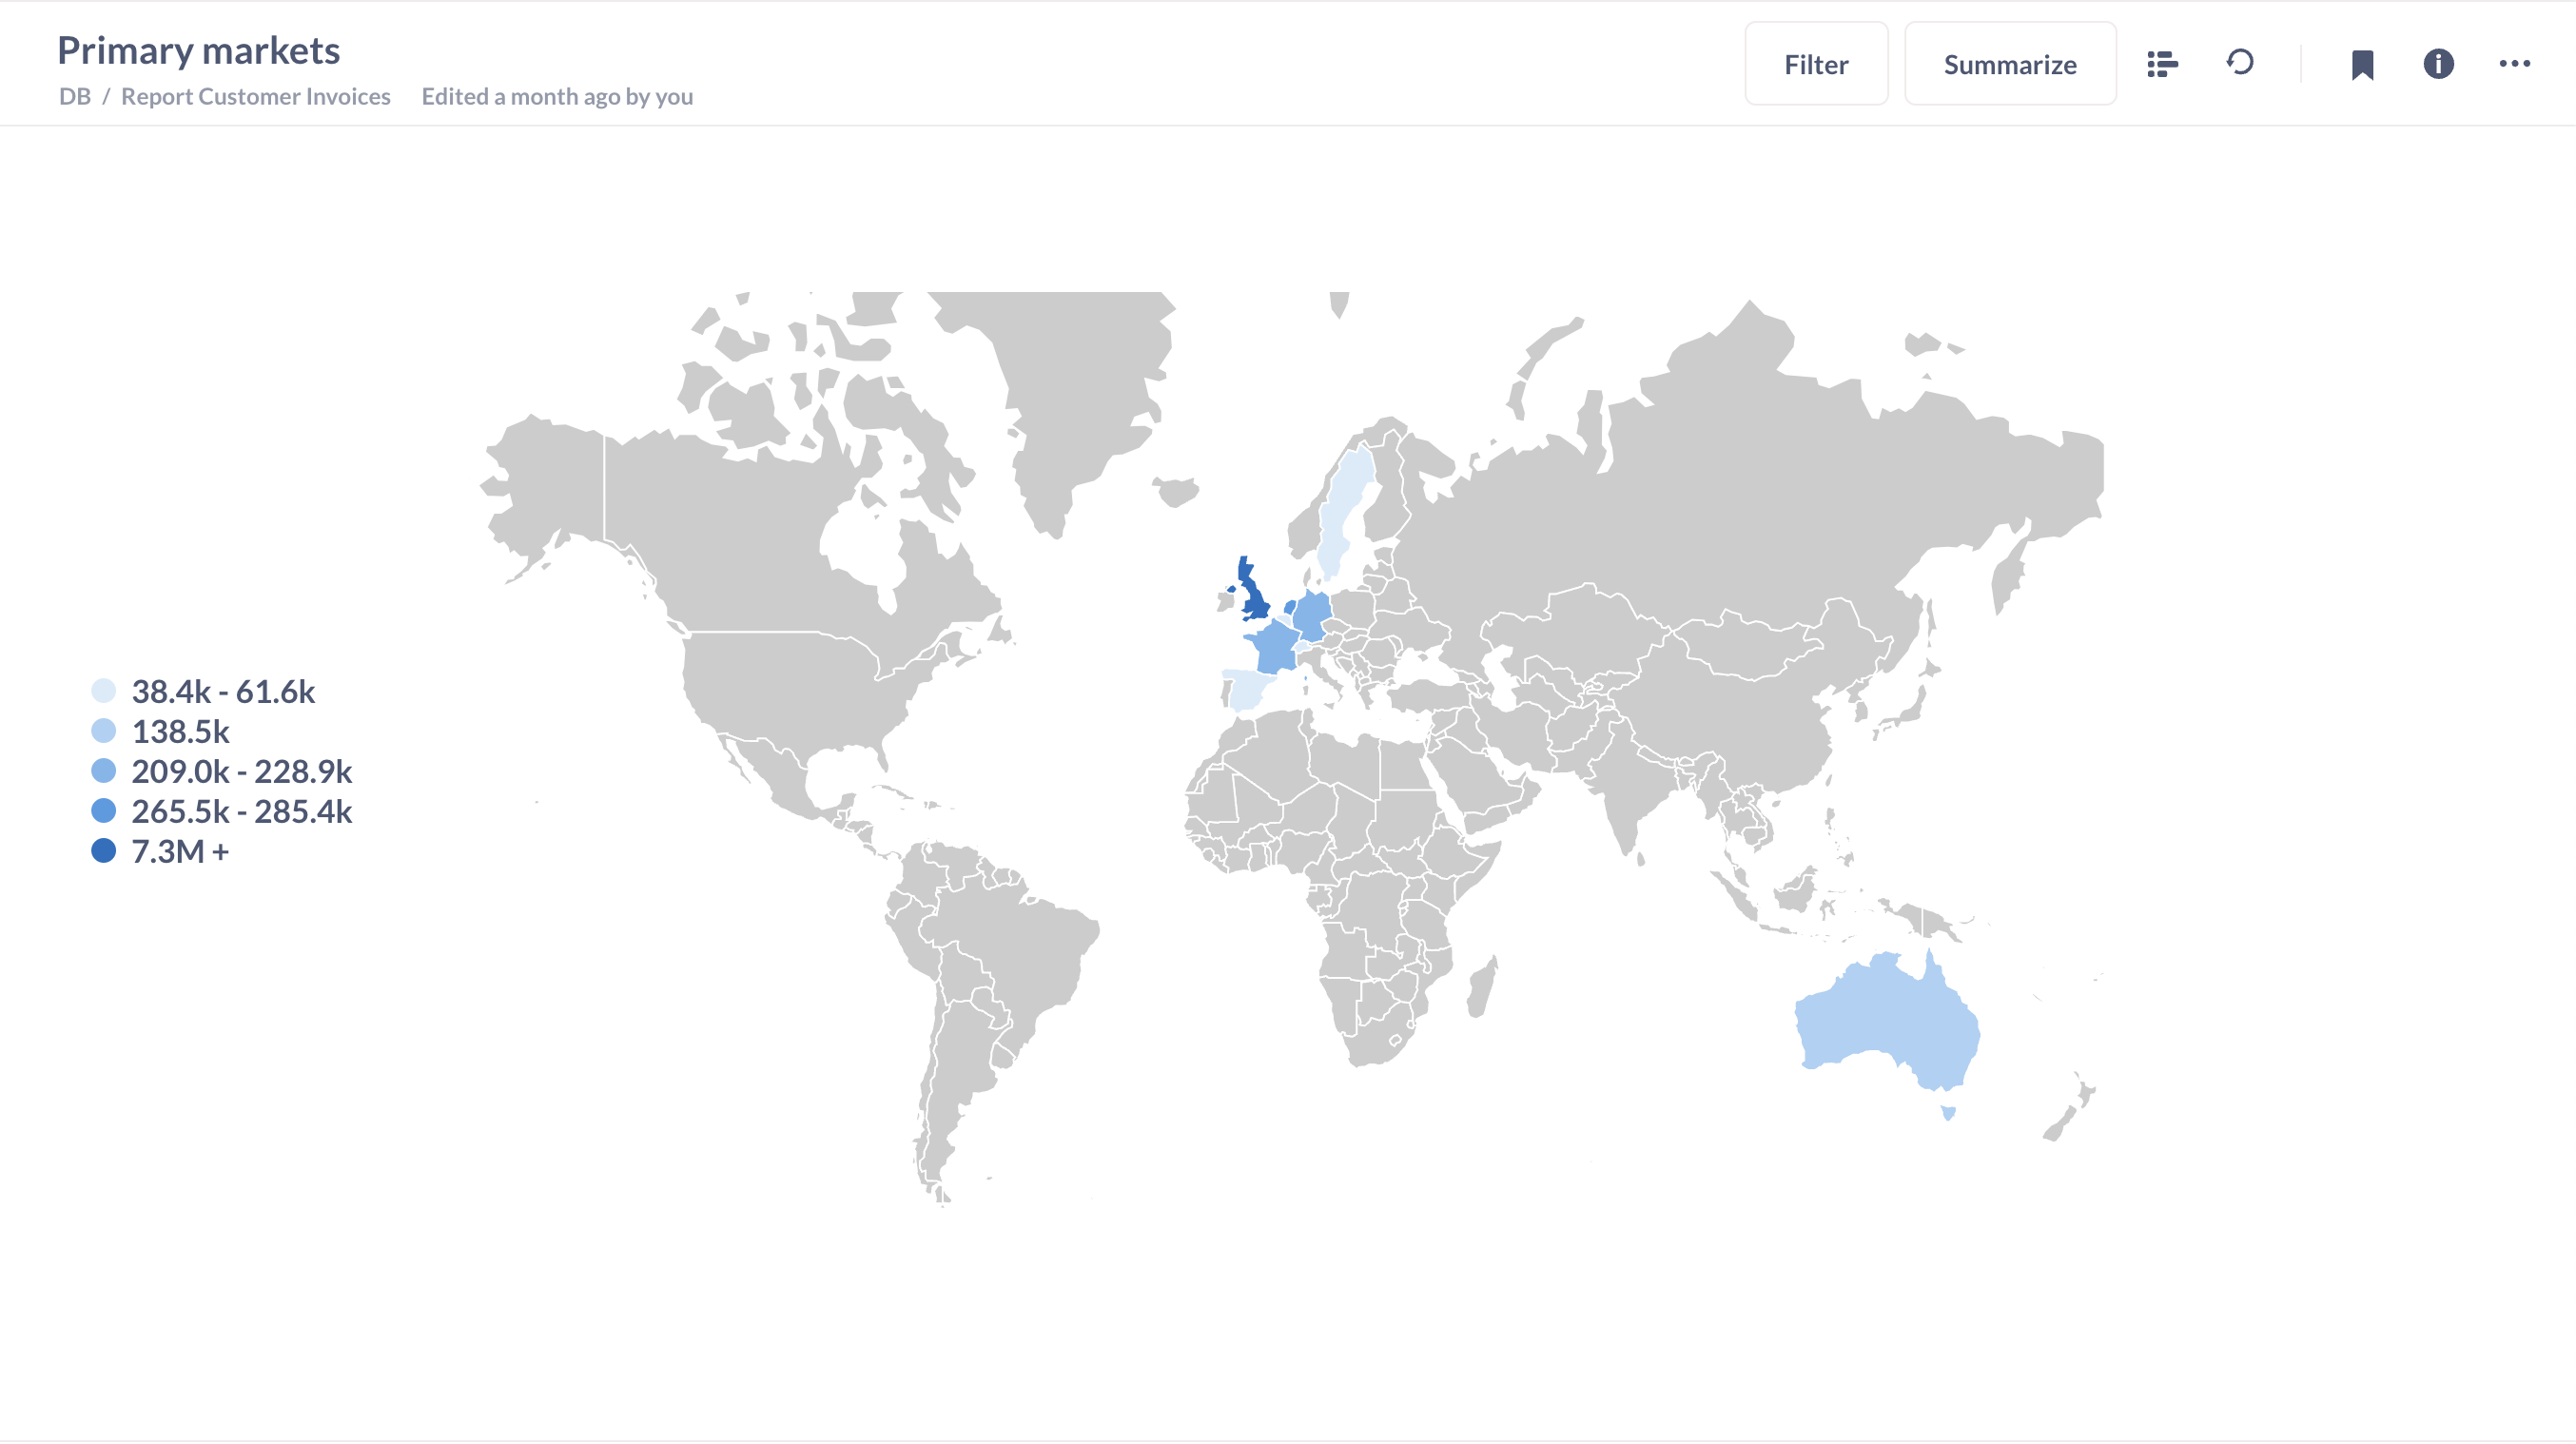 Primary markets
DB / Report Customer Invoices Edited a month ago by you
Filter
Summarize
38.4k - 61.6k
138.5k
209.0k - 228.9k
265.5k - 285.4k
7.3M +